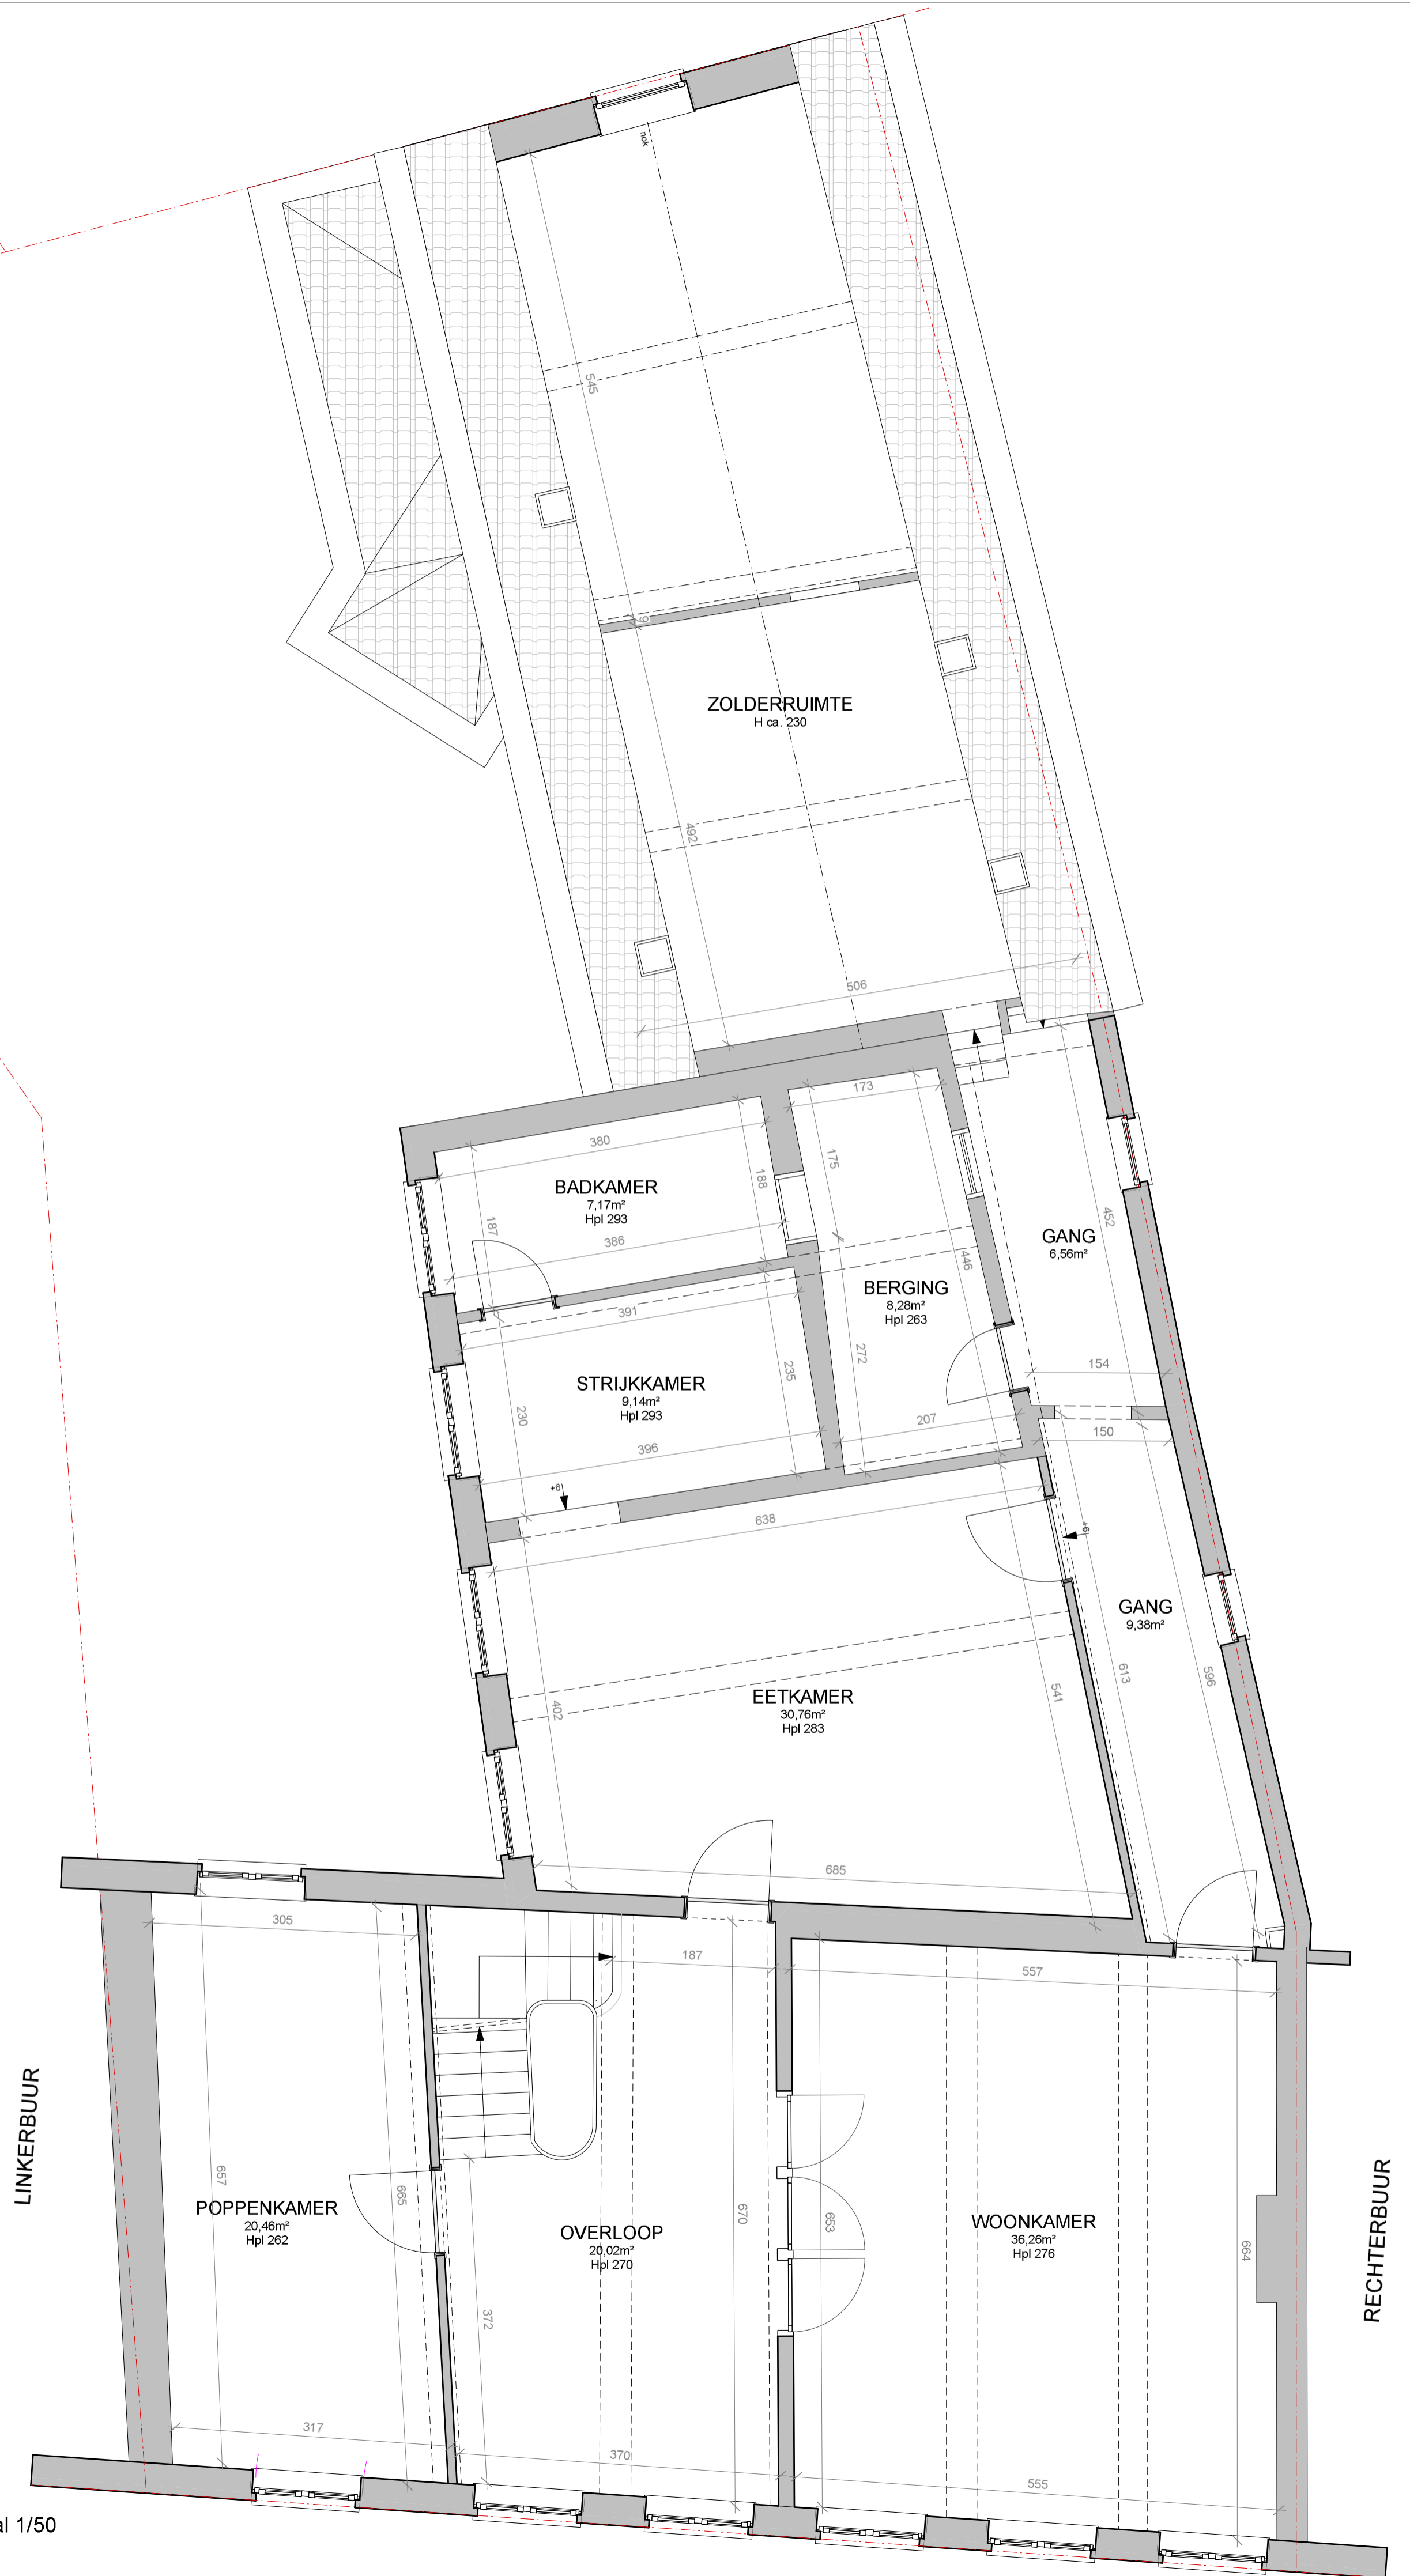 nok
545
9
ZOLDERRUIMTE
H ca. 230
492
506
173
380
BADKAMER
7,17m²
Hpl 293
188
175
187
386
452
GANG
6,56m²
446
BERGING
8,28m²
Hpl 263
391
STRIJKKAMER
9,14m²
Hpl 293
235
272
154
230
207
150
396
+6
638
+6
GANG
9,38m²
613
596
EETKAMER
30,76m²
Hpl 283
541
402
685
305
187
557
LINKERBUUR
657
665
POPPENKAMER
20,46m²
Hpl 262
670
653
OVERLOOP
20,02m²
Hpl 270
WOONKAMER
36,26m²
Hpl 276
664
RECHTERBUUR
372
317
370
555
al 1/50